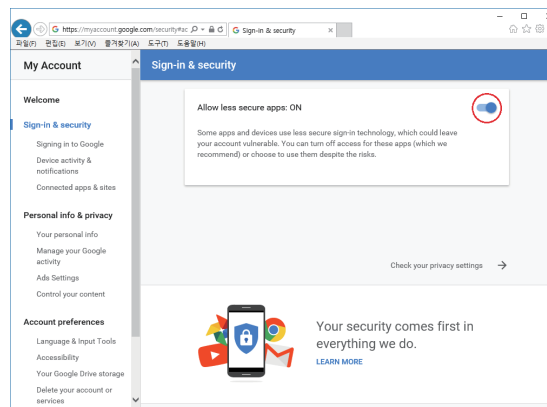 https://myaccount.google.com/security#ac
Sign-in & security
파일(F) 편집(E) 보기(V) 즐겨찾기(A) 도구(T) 도움말(H)
My Account
Sign-in & security
Welcome
Sign-in & security
Signing in to Google
Device activity &
notifications
Connected apps & sites
Personal info & privacy
Your personal info
Manage your Google
activity
Ads Settings
Control your content
Account preferences
Language & Input Tools
Accessibility
Your Google Drive storage
Delete your account or
services
Allow less secure apps: ON
Some apps and devices use less secure sign-in technology, which could leave
your account vulnerable. You can turn off access for these apps (which we
recommend) or choose to use them despite the risks.
Check your privacy settings
Your security comes first in
everything we do.
LEARN MORE